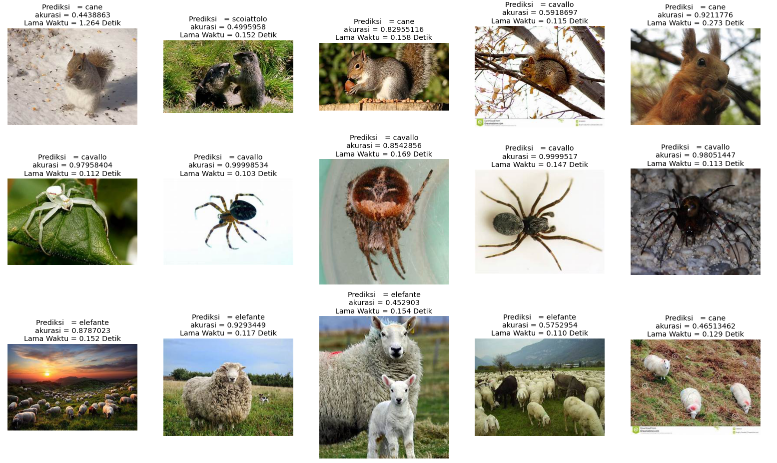 Prediksi = cane
akurasi = 0.4438863
Lama Waktu = 1.264 Detik
Prediksi = scoiattolo
akurasi = 0.4995958
Lama Waktu = 0.152 Detik
Prediksi = cane
akurasi = 0.82955116
Lama Waktu = 0.158 Detik
Prediksi = cavallo
akurasi = 0.5918697
Lama Waktu = 0.115 Detik
Prediksi = cane
akurasi = 0.9211776
Lama Waktu = 0.273 Detik
Prediksi = cavallo
akurasi = 0.97958404
Lama Waktu = 0.112 Detik
Prediksi = cavallo
akurasi = 0.99998534
Lama Waktu = 0.103 Detik
Prediksi = cavallo
akurasi = 0.8542856
Lama Waktu = 0.169 Detik
Prediksi = cavallo
akurasi = 0.9999517
Lama Waktu = 0.147 Detik
Prediksi = cavallo
akurasi = 0.98051447
Lama Waktu = 0.113 Detik
Prediksi = elefante
akurasi = 0.8787023
Lama Waktu = 0.152 Detik
Prediksi = elefante
akurasi = 0.9293449
Lama Waktu = 0.117 Detik
Prediksi = elefante
akurasi = 0.452903
Lama Waktu = 0.154 Detik
Prediksi = elefante
akurasi = 0.5752954
Lama Waktu = 0.110 Detik
Prediksi = cane
akurasi = 0.46513462
Lama Waktu = 0.129 Detik